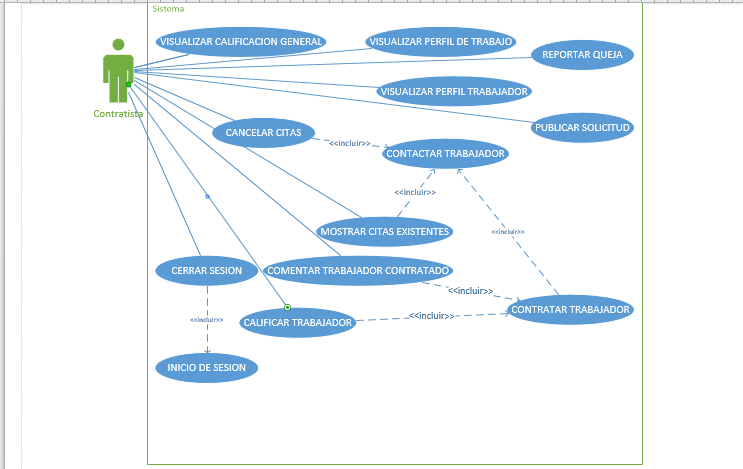 Sistema
VISUALIZAR CALIFICACION GENERAL
VISUALIZAR PERFIL DE TRABAJO
REPORTAR QUEJA
VISUALIZAR PERFIL TRABAJADOR
Contratista
PUBLICAR SOLICITUD
CANCELAR CITAS
<<incluir>>
CONTACTAR TRABAJADOR
<<incluir>>
MOSTRAR CITAS EXISTENTES
<<incluir>>
CERRAR SESION
COMENTAR TRABAJADOR CONTRATADO
<<incluir>>
CONTRATAR TRABAJADOR
<<incluir>>
CALIFICAR TRABAJADOR
<<incluir>>
INICIO DE SESION